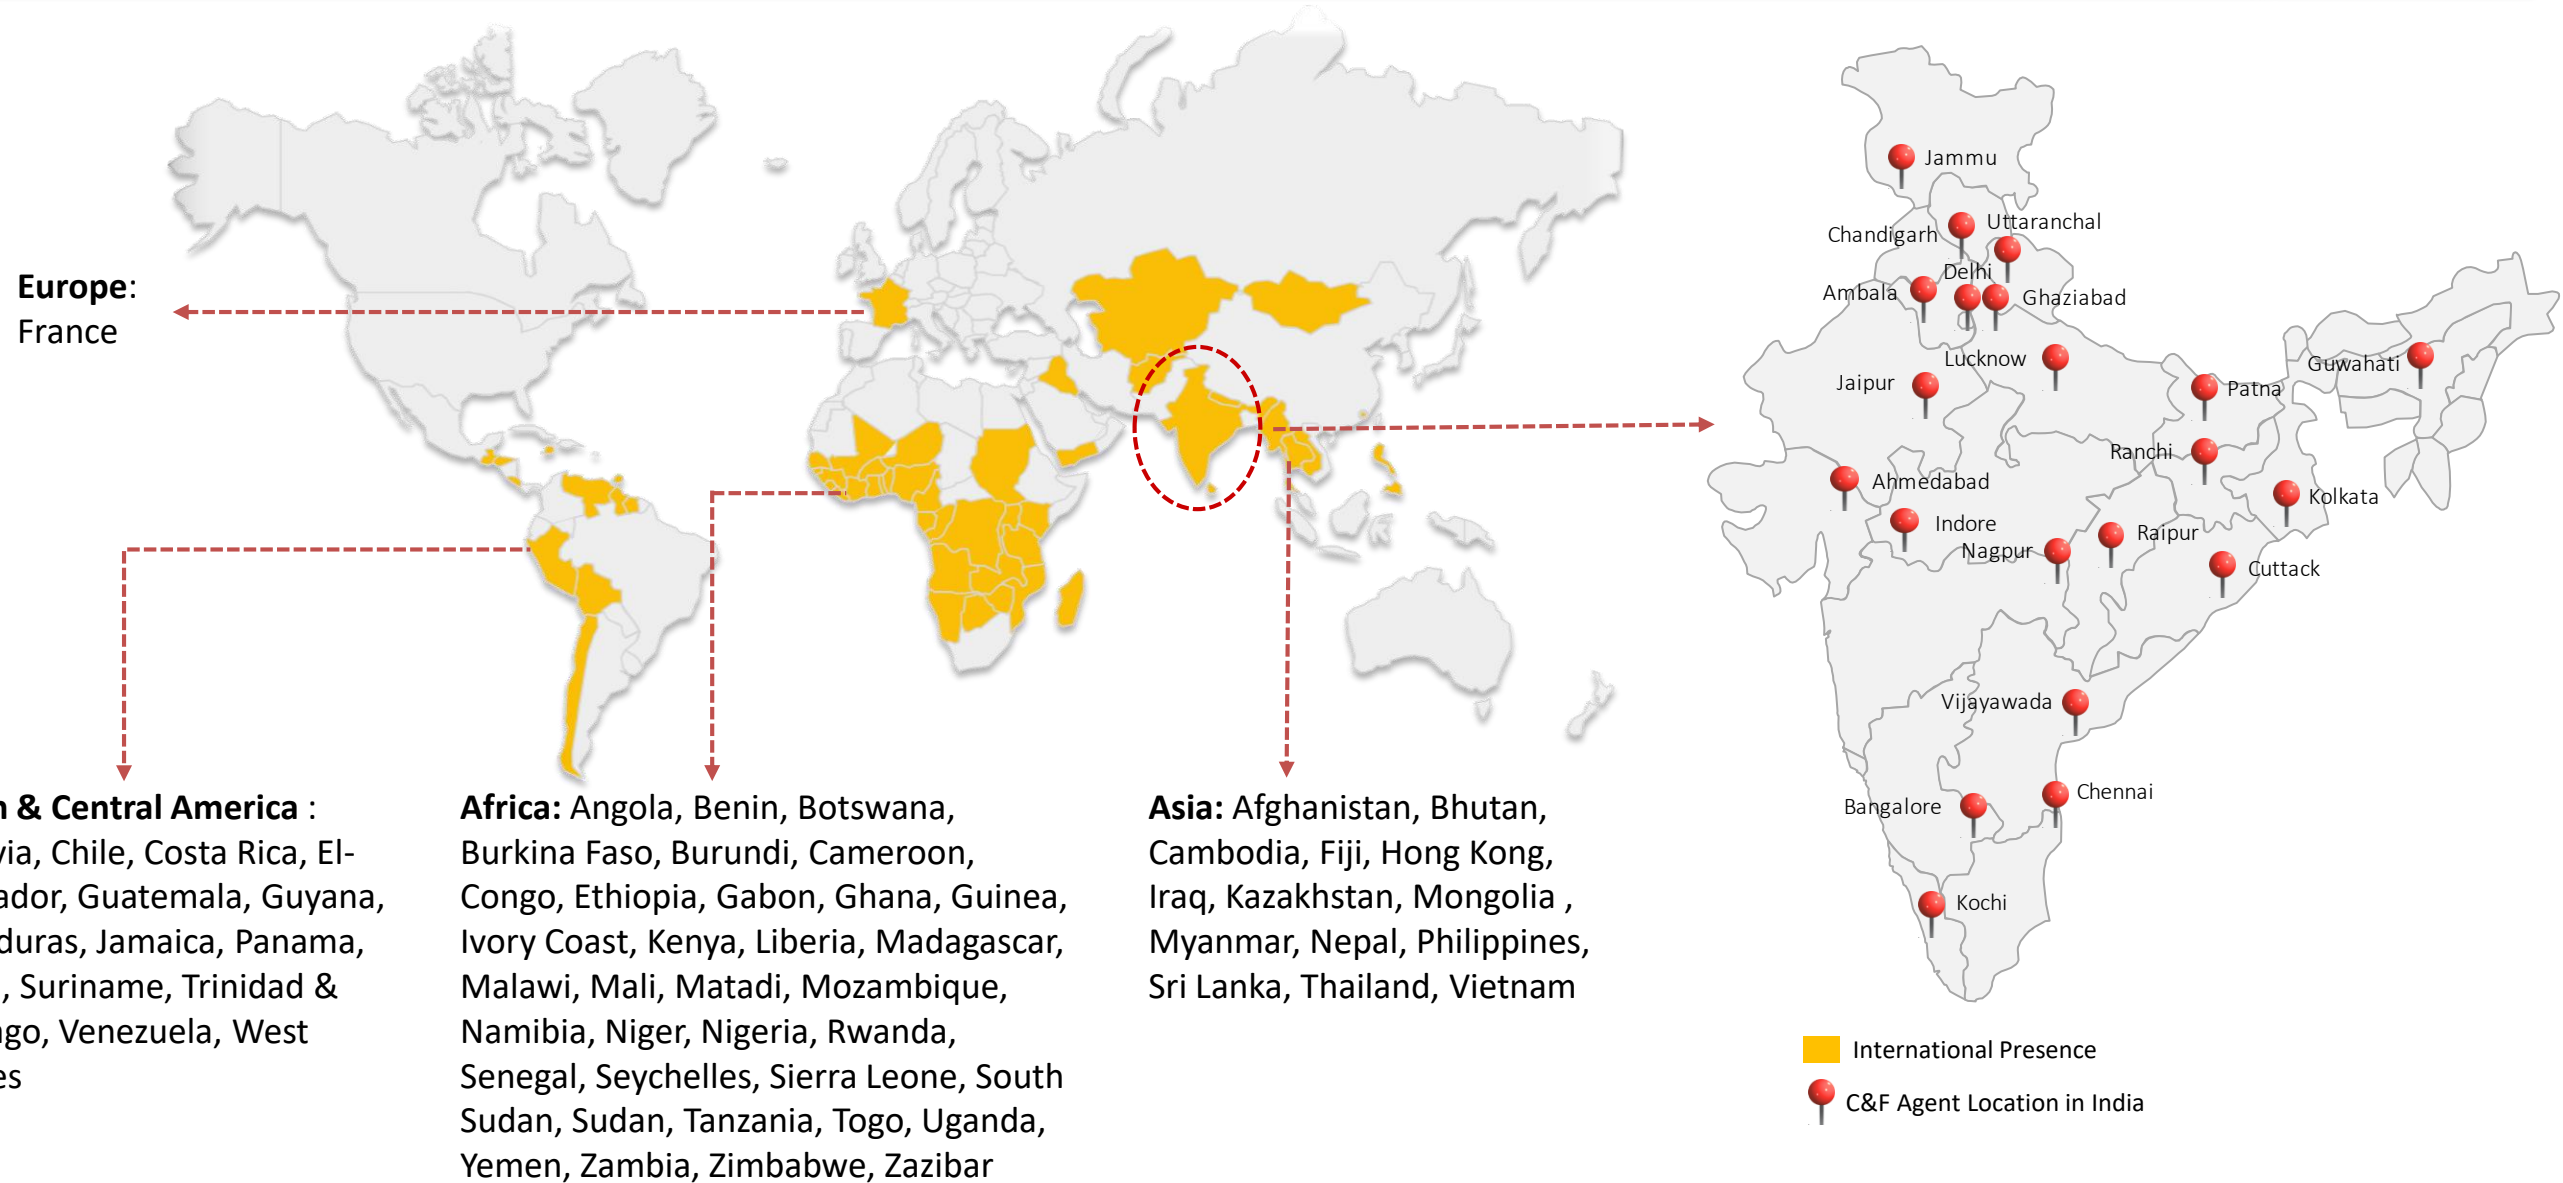 Europe:
France
& Central America :
Chile, Costa Rica, El-
Guatemala, Guyana,
Jamaica, Panama,
, Suriname, Trinidad &
Venezuela, West
Africa: Angola, Benin, Botswana,
Burkina Faso, Burundi, Cameroon,
Congo, Ethiopia, Gabon, Ghana, Guinea,
Ivory Coast, Kenya, Liberia, Madagascar,
Malawi, Mali, Matadi, Mozambique,
Namibia, Niger, Nigeria, Rwanda,
Senegal, Seychelles, Sierra Leone, South
Sudan, Sudan, Tanzania, Togo, Uganda,
Yemen, Zambia, Zimbabwe, Zazibar
Asia: Afghanistan, Bhutan,
Cambodia, Fiji, Hong Kong,
Iraq, Kazakhstan, Mongolia ,
Myanmar, Nepal, Philippines,
Sri Lanka, Thailand, Vietnam
Jammu
Uttaranchal
Chandigarh
Delhi
Ambala
Ghaziabad
Lucknow
Guwahati
Jaipur
Patna
Ranchi
Ahmedabad
Kolkata
Indore
Raipur
Nagpur
Cuttack
Vijayawada
Chennai
Bangalore
Kochi
International Presence
C&F Agent Location in India